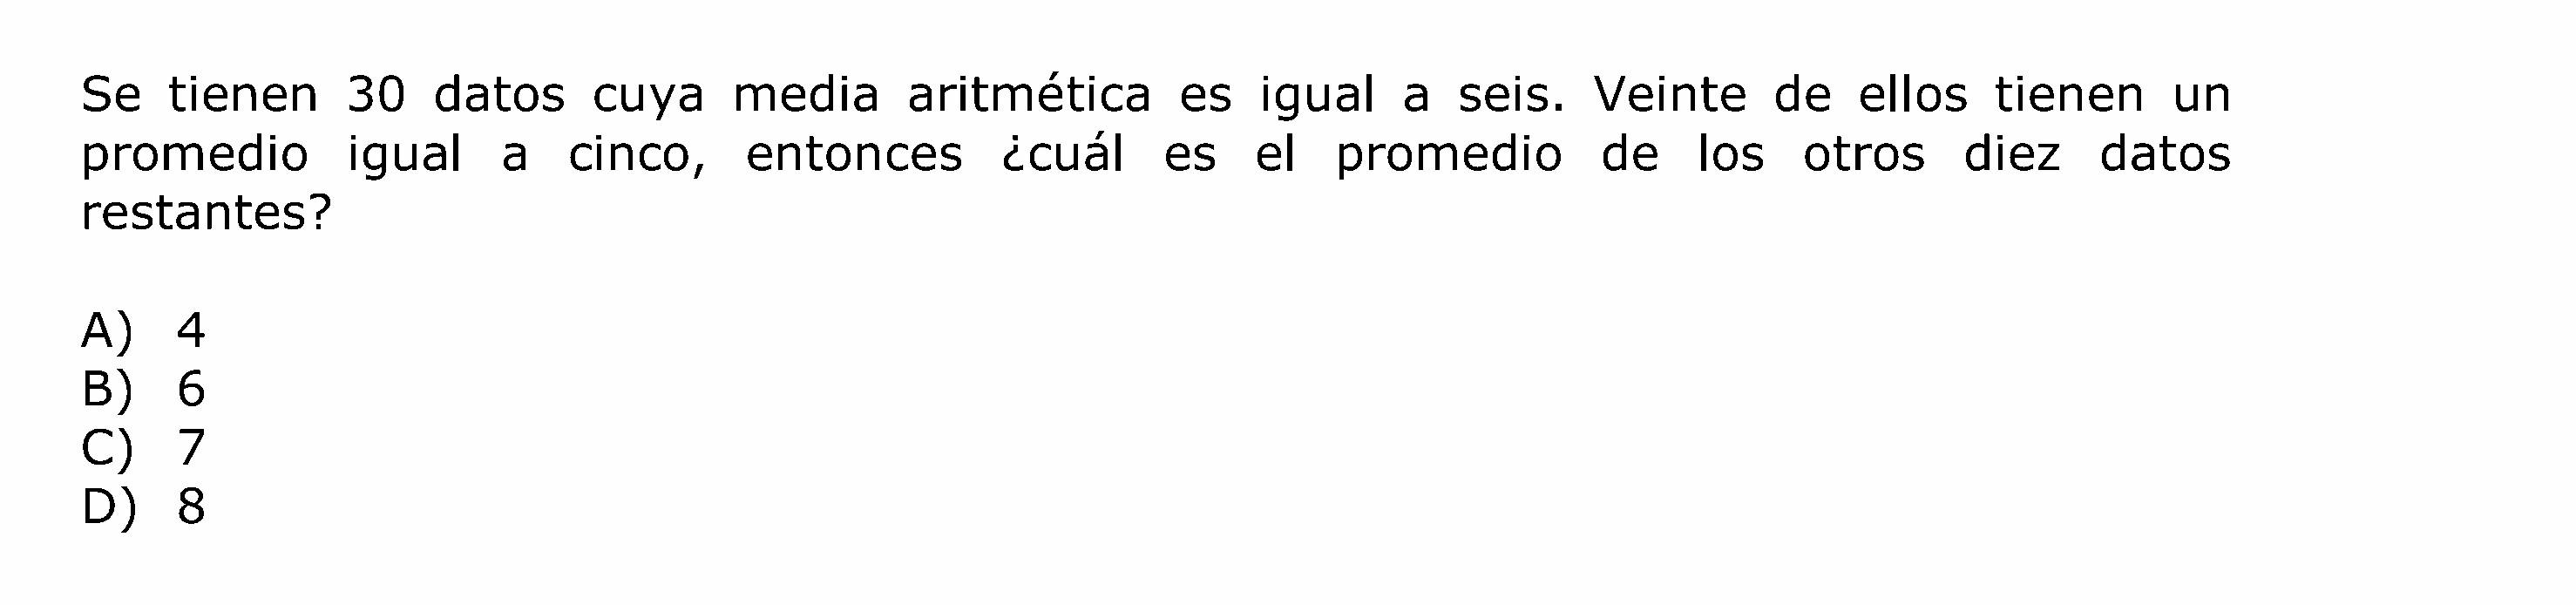 Se tienen 30 datos cuya media aritmética es igual a seis. Veinte de ellos tienen un
promedio igual a cinco, entonces ¿cuál es el promedio de los otros diez datos
restantes?
A) 4
B) 6
C) 7
D) 8